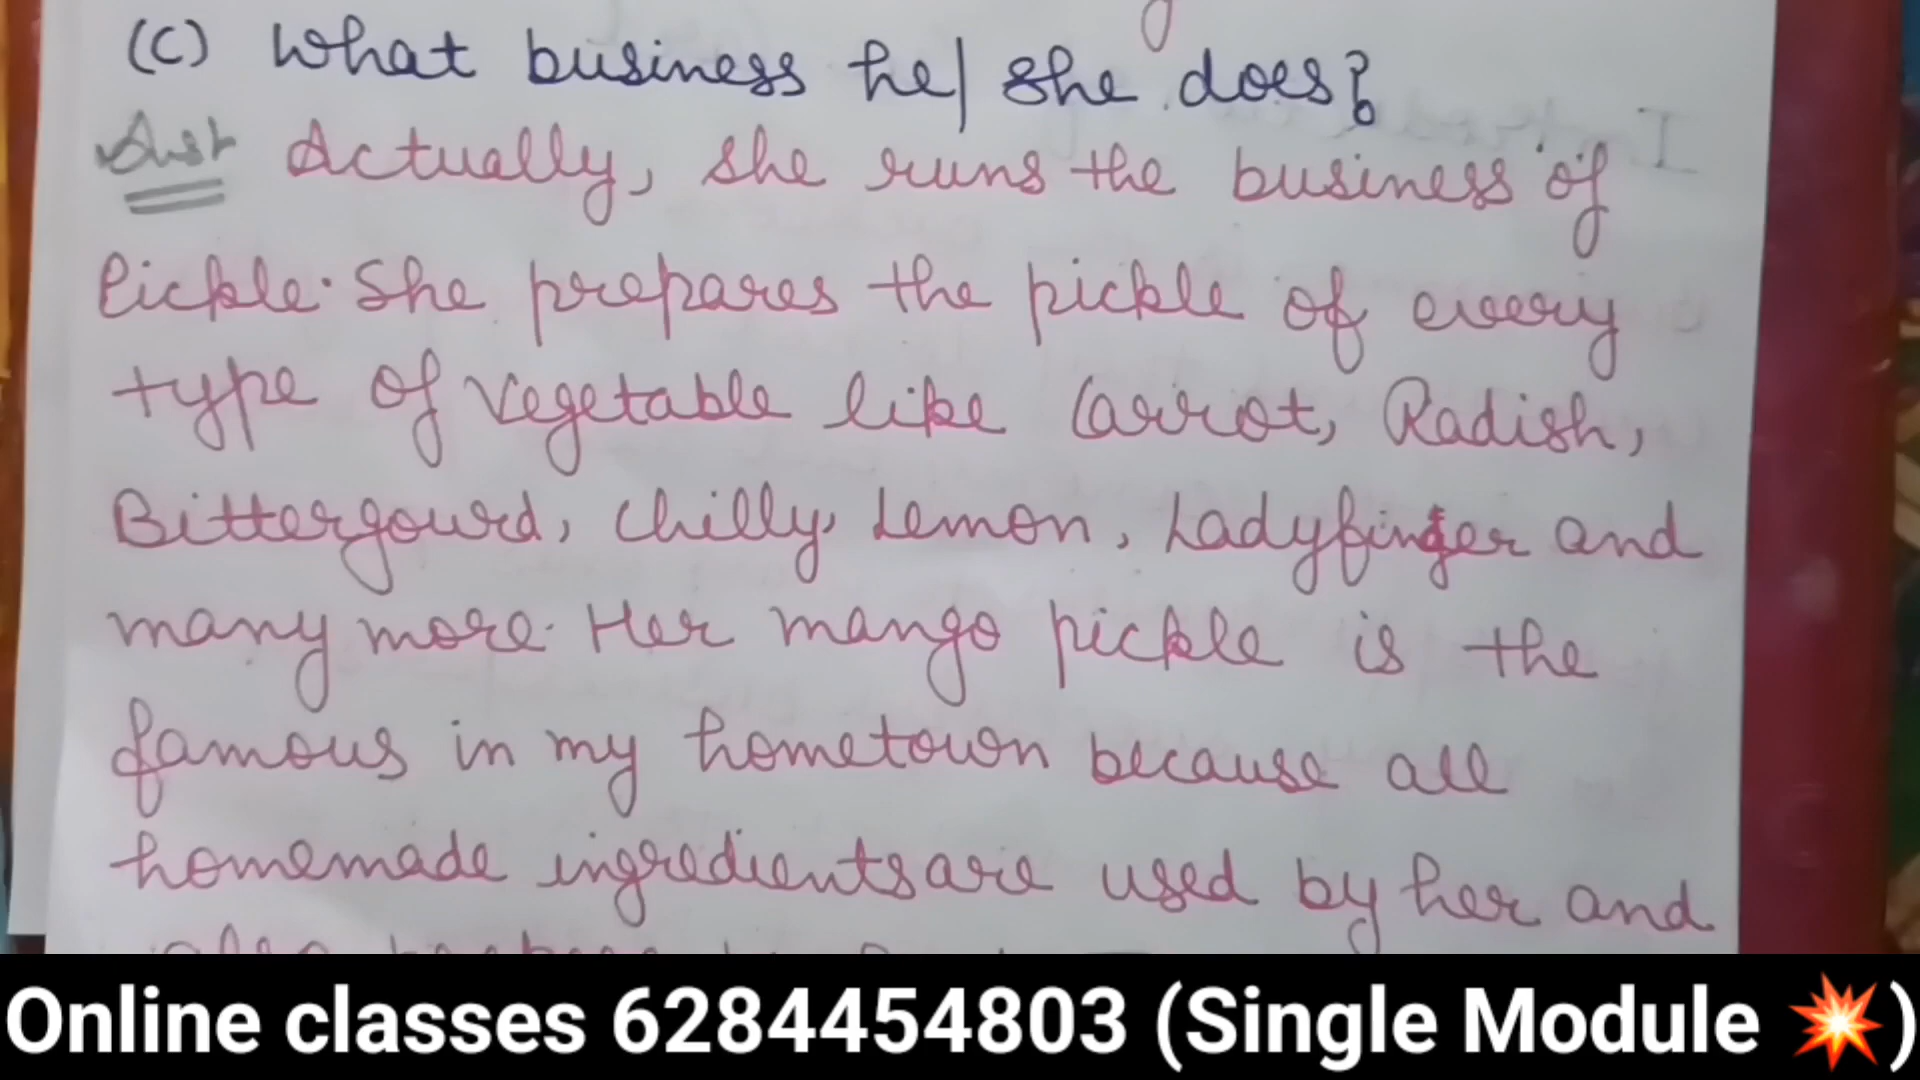 (C) What business he/she does?
Ans:- Actually, she runs the business of
Pickle. She prepares the pickle of every
type of Vegetable like Carrot, Radish,
Bittergourd, Chilly, Lemon, Ladyfinger and
many more. Her mango pickle is the
famous in my hometown because all
homemade ingredients are used by her and
Online classes 6284454803 (Single Module 💥)